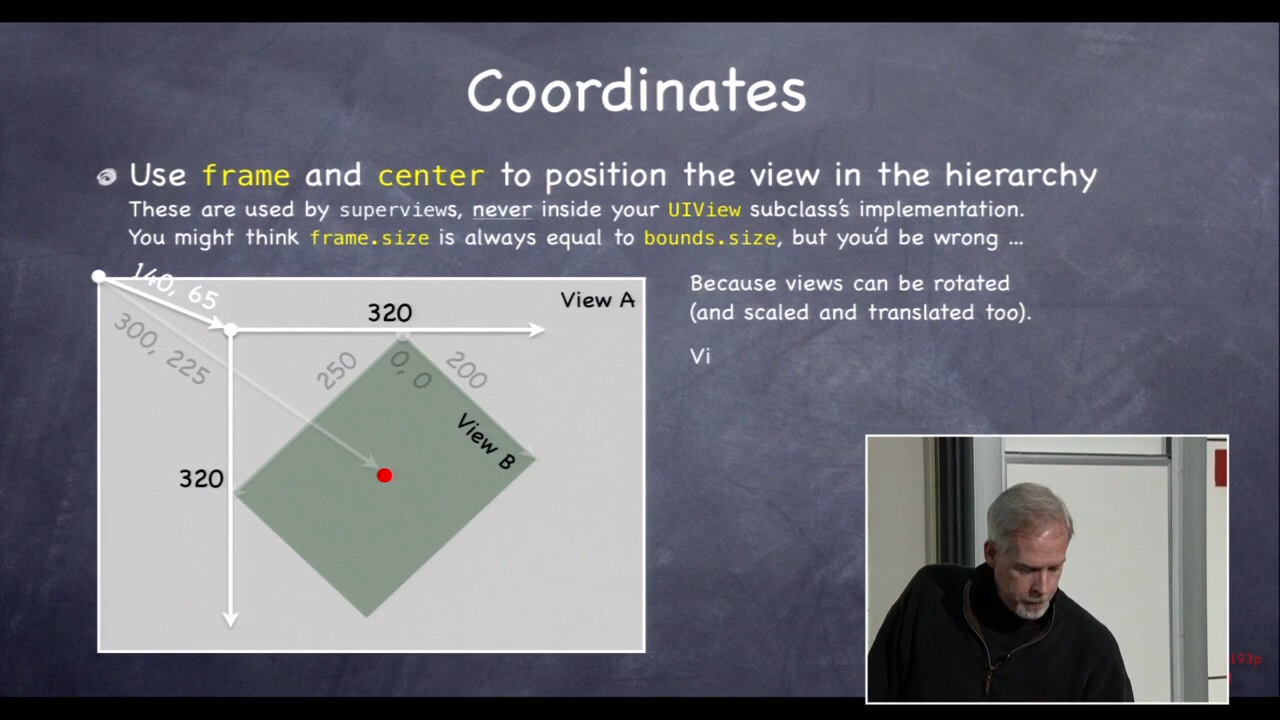 Coordinates
Use frame and center to position the view in the hierarchy
These are used by superviews, never inside your UIView subclass's implementation.
You might think frame.size is always equal to bounds.size, but you'd be wrong ...
140, 65
300, 225
320
View A
250
0, 0
200
View B
320
Because views can be rotated
(and scaled and translated too).
Vi
193p